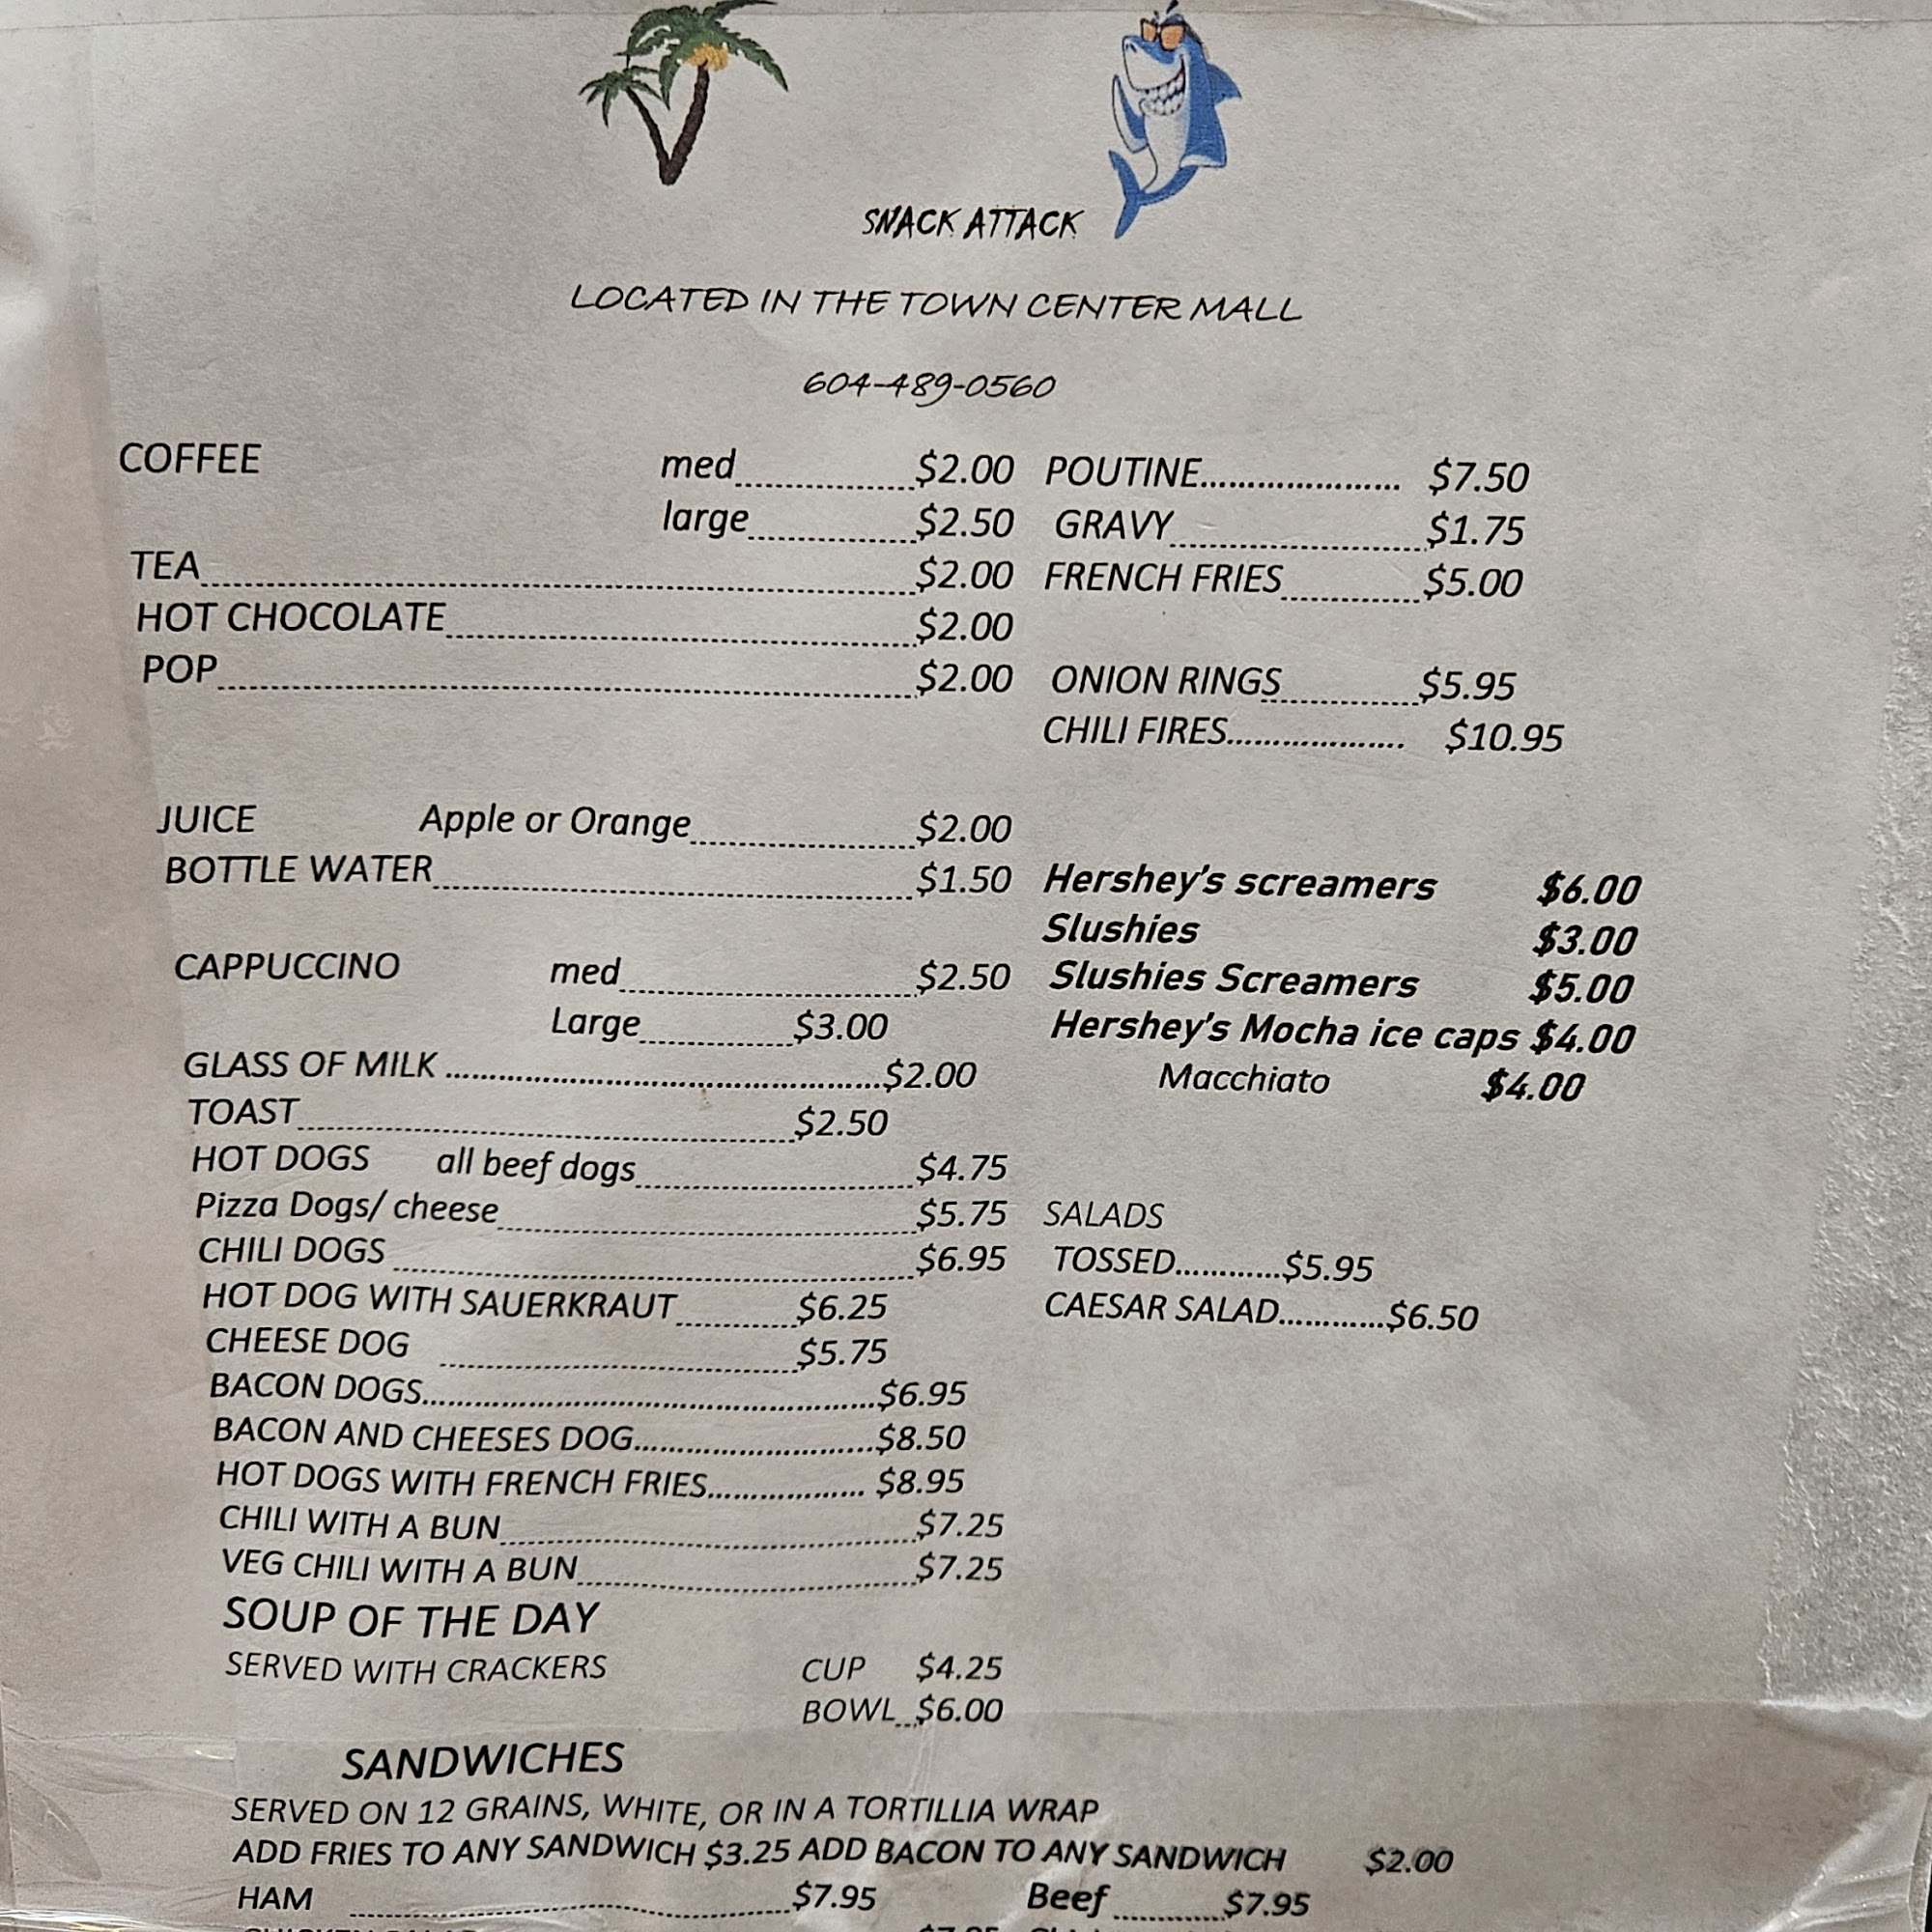 SNACK ATTACK
LOCATED IN THE TOWN CENTER MALL
604-489-0560
COFFEE med $2.00
large $2.50
TEA $2.00
HOT CHOCOLATE $2.00
POP $2.00
JUICE Apple or Orange $2.00
BOTTLE WATER $1.50
CAPPUCCINO med $2.50
Large $3.00
GLASS OF MILK $2.00
TOAST $2.50
HOT DOGS all beef dogs $4.75
Pizza Dogs/ cheese $5.75
CHILI DOGS $6.95
HOT DOG WITH SAUERKRAUT $6.25
CHEESE DOG $5.75
BACON DOGS $6.95
BACON AND CHEESES DOG $8.50
HOT DOGS WITH FRENCH FRIES $8.95
CHILI WITH A BUN $7.25
VEG CHILI WITH A BUN $7.25
SOUP OF THE DAY
SERVED WITH CRACKERS CUP $4.25
BOWL $6.00
POUTINE $7.50
GRAVY $1.75
FRENCH FRIES $5.00
ONION RINGS $5.95
CHILI FIRES $10.95
Hershey's screamers $6.00
Slushies $3.00
Slushies Screamers $5.00
Hershey's Mocha ice caps $4.00
Macchiato $4.00
SALADS
TOSSED $5.95
CAESAR SALAD $6.50
SANDWICHES
SERVED ON 12 GRAINS, WHITE, OR IN A TORTILLIA WRAP
ADD FRIES TO ANY SANDWICH $3.25 ADD BACON TO ANY SANDWICH $2.00
HAM $7.95 Beef $7.95